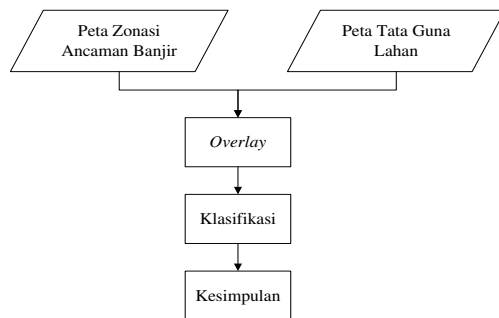 Peta Zonasi
Ancaman Banjir
Peta Tata Guna
Lahan
Overlay
Klasifikasi
Kesimpulan